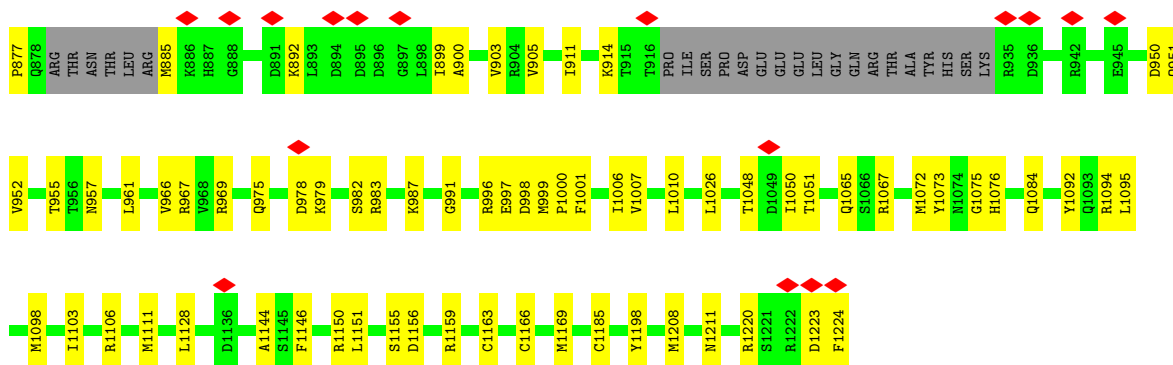 P877 Q878 ARG THR ASN THR LEU ARG M885 K886 H887 G888 D891 K892 L893 D894 D895 D896 G897 L898 I899 A900 V903 R904 V905 I911 K914 T915 T916 PRO ILE SER PRO ASP GLU GLU GLU LEU GLY GLN ARG THR ALA TYR HIS SER LYS R935 D936 R942 E945 D950
V952 T955 T956 N957 L961 V966 R967 V968 R969 Q975 D978 K979 S982 R983 K987 G991 R996 E997 D998 M999 P1000 F1001 I1006 V1007 L1010 L1026 T1048 D1049 I1050 T1051 Q1065 S1066 R1067 M1072 Y1073 N1074 G1075 H1076 Q1084 Y1092 Q1093 R1094 L1095
M1098 I1103 R1106 M1111 L1128 D1136 A1144 S1145 F1146 R1150 L1151 S1155 D1156 R1159 C1163 C1166 M1169 C1185 Y1198 M1208 N1211 R1220 S1221 R1222 D1223 F1224